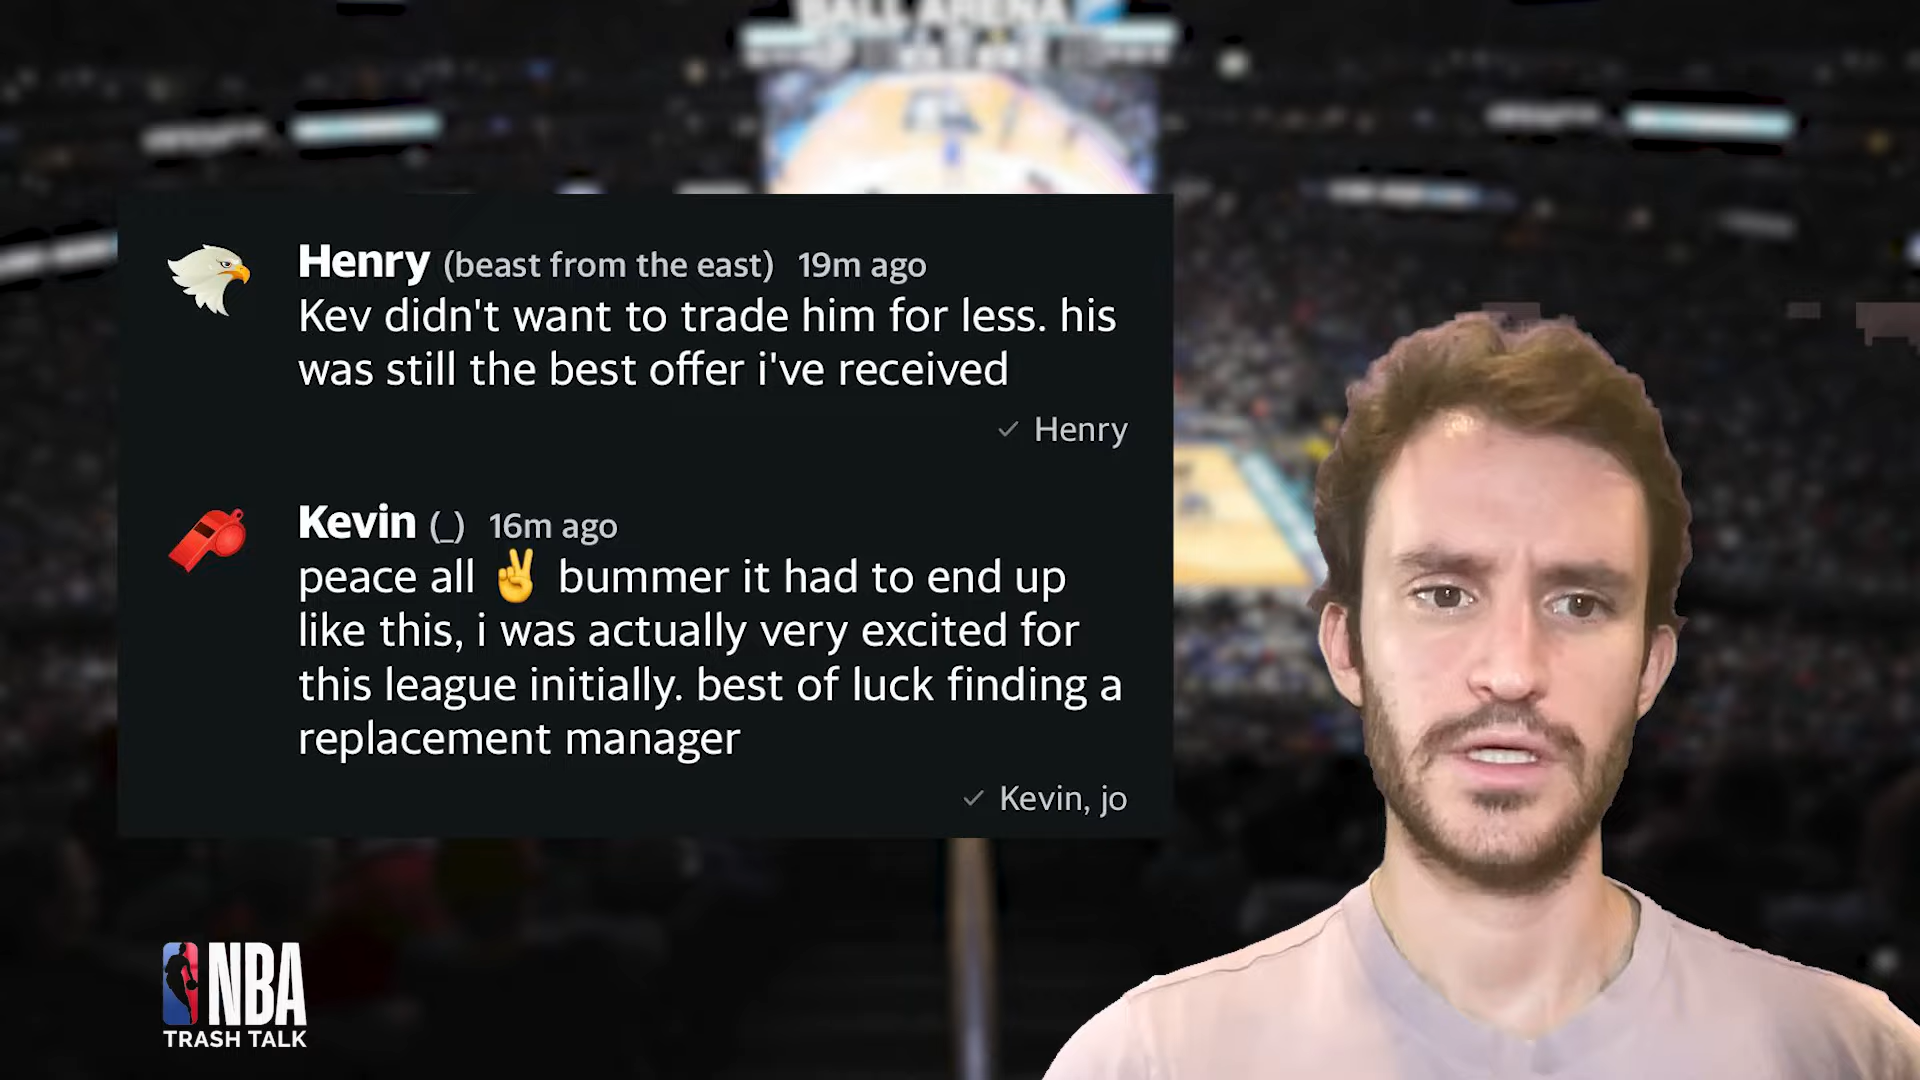 BALL ARENA
Henry (beast from the east) 19m ago
Kev didn't want to trade him for less. his
was still the best offer i've received
✓ Henry
Kevin (_) 16m ago
peace all ✌️ bummer it had to end up
like this, i was actually very excited for
this league initially. best of luck finding a
replacement manager
✓ Kevin, jo
NBA
TRASH TALK